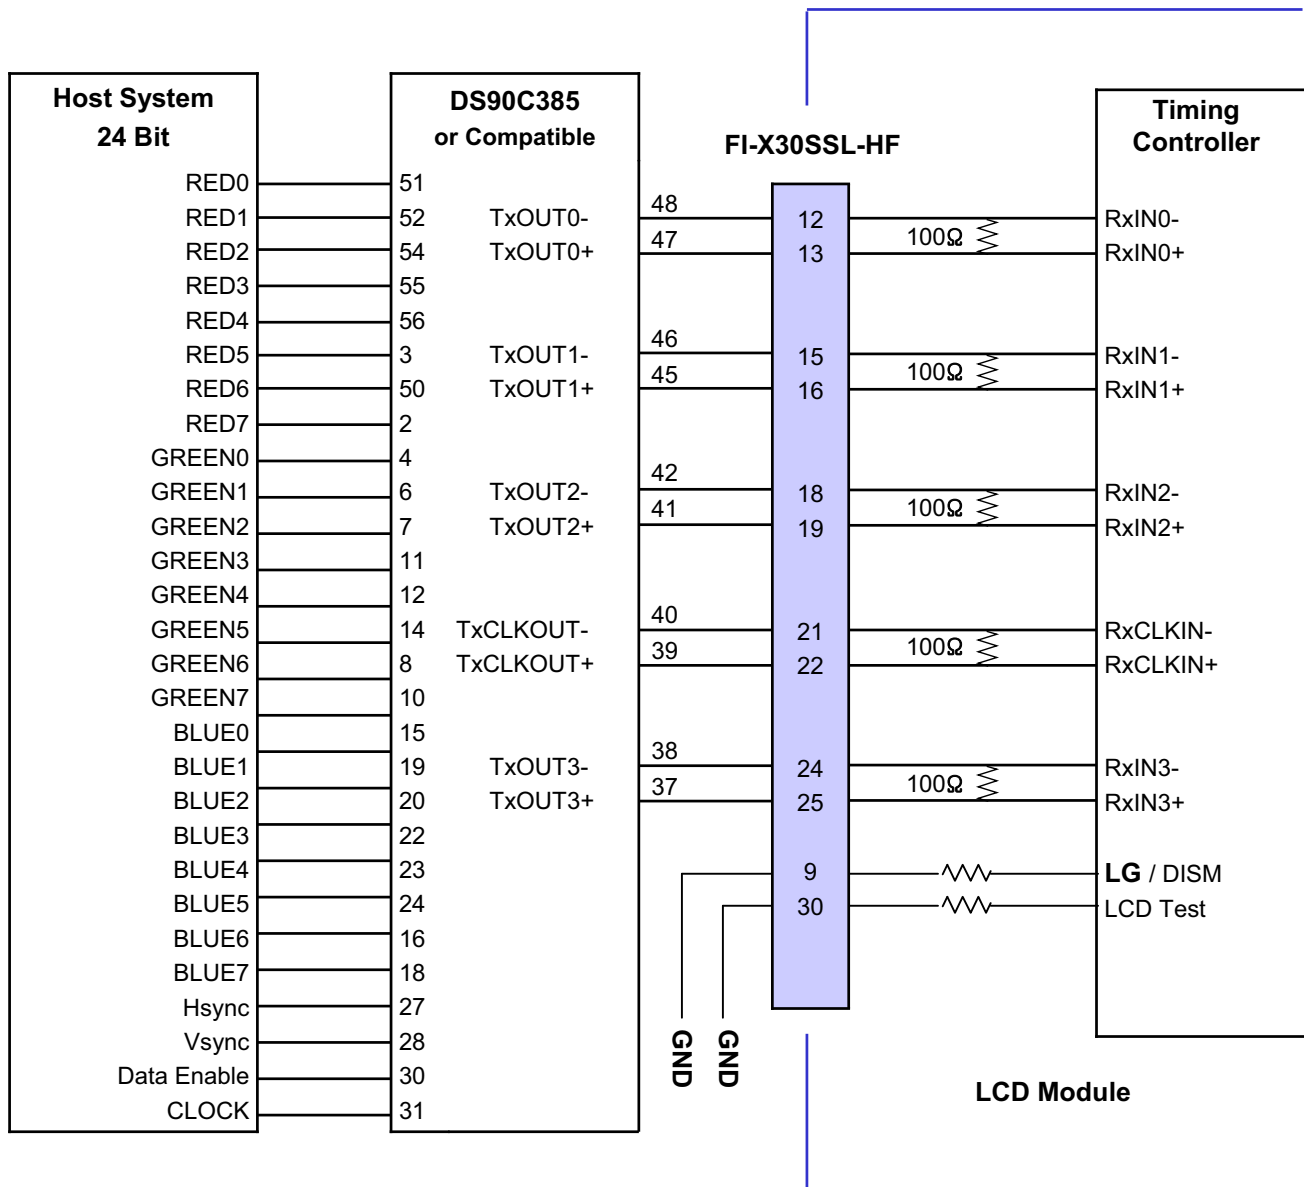 Host System
24 Bit
DS90C385
or Compatible
FI-X30SSL-HF
Timing
Controller
RED0 51
RED1 52 TxOUT0- 48 12 RxIN0-
100Ω
RED2 54 TxOUT0+ 47 13 RxIN0+
RED3 55
RED4 56
RED5 3 TxOUT1- 46 15 RxIN1-
100Ω
RED6 50 TxOUT1+ 45 16 RxIN1+
RED7 2
GREEN0 4
GREEN1 6 TxOUT2- 42 18 RxIN2-
100Ω
GREEN2 7 TxOUT2+ 41 19 RxIN2+
GREEN3 11
GREEN4 12
GREEN5 14 TxCLKOUT- 40 21 RxCLKIN-
100Ω
GREEN6 8 TxCLKOUT+ 39 22 RxCLKIN+
GREEN7 10
BLUE0 15
BLUE1 19 TxOUT3- 38 24 RxIN3-
100Ω
BLUE2 20 TxOUT3+ 37 25 RxIN3+
BLUE3 22
BLUE4 23 9 LG / DISM
BLUE5 24 30 LCD Test
BLUE6 16
BLUE7 18
Hsync 27
Vsync 28
Data Enable 30
CLOCK 31
GND
GND
LCD Module